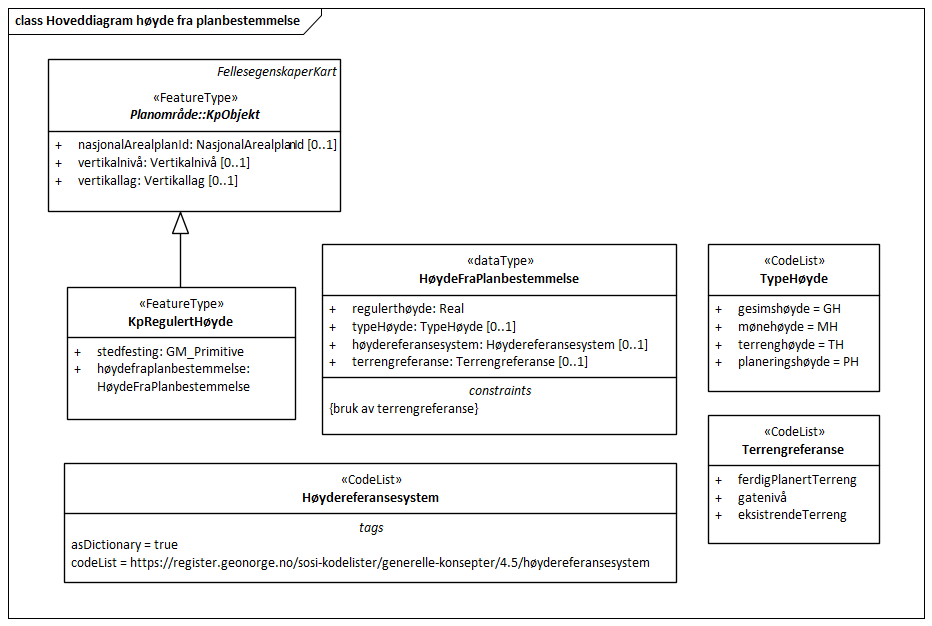 class Hoveddiagram høyde fra planbestemmelse
FellesegenskaperKart
«FeatureType»
Planområde::KpObjekt
+ nasjonalArealplanId: NasjonalArealplanId [0..1]
+ vertikalnivå: Vertikalnivå [0..1]
+ vertikallag: Vertikallag [0..1]
«FeatureType»
KpRegulertHøyde
+ stedfesting: GM_Primitive
+ høydefraplanbestemmelse:
HøydeFraPlanbestemmelse
«dataType»
HøydeFraPlanbestemmelse
+ regulerthøyde: Real
+ typeHøyde: TypeHøyde [0..1]
+ høydereferansesystem: Høydereferansesystem [0..1]
+ terrengreferanse: Terrengreferanse [0..1]
constraints
{bruk av terrengreferanse}
«CodeList»
TypeHøyde
+ gesimshøyde = GH
+ mønehøyde = MH
+ terrenghøyde = TH
+ planeringshøyde = PH
«CodeList»
Terrengreferanse
+ ferdigPlanertTerreng
+ gatenivå
+ eksistrendeTerreng
«CodeList»
Høydereferansesystem
tags
asDictionary = true
codeList = https://register.geonorge.no/sosi-kodelister/generelle-konsepter/4.5/høydereferansesystem